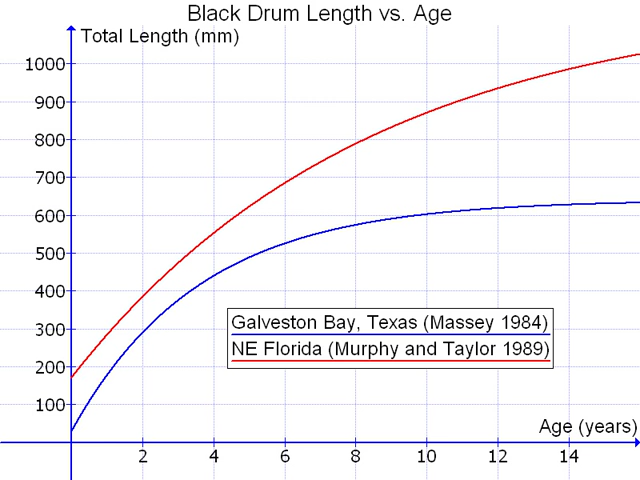 Black Drum Length vs. Age
Total Length (mm)
1000
900
800
700
600
500
400
300
200
100
Galveston Bay, Texas (Massey 1984)
NE Florida (Murphy and Taylor 1989)
Age (years)
2 4 6 8 10 12 14